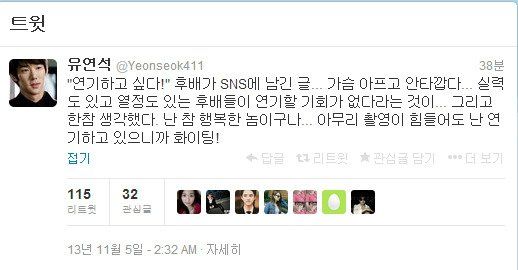 트윗
유연석 @Yeonseok411 38분
"연기하고 싶다!" 후배가 SNS에 남긴 글... 가슴 아프고 안타깝다... 실력
도 있고 열정도 있는 후배들이 연기할 기회가 없다라는 것이... 그리고
한참 생각했다. 난 참 행복한 놈이구나... 아무리 촬영이 힘들어도 난 연
기하고 있으니까 화이팅!
접기 답글 리트윗 관심글 담기 더 보기
115 32
리트윗 관심글
13년 11월 5일 - 2:32 AM · 자세히